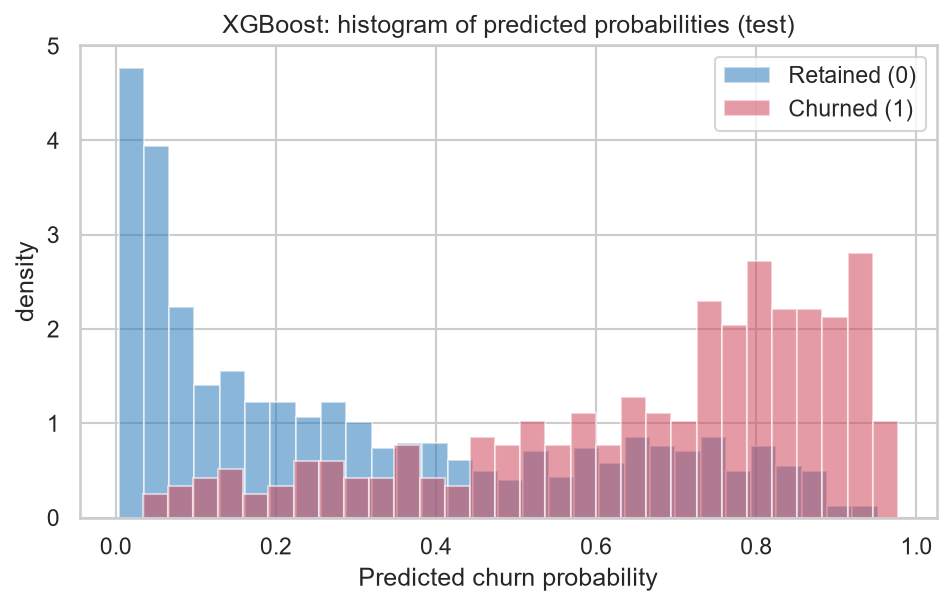 XGBoost: histogram of predicted probabilities (test)
Retained (0)
Churned (1)
density
5
4
3
2
1
0
0.0 0.2 0.4 0.6 0.8 1.0
Predicted churn probability